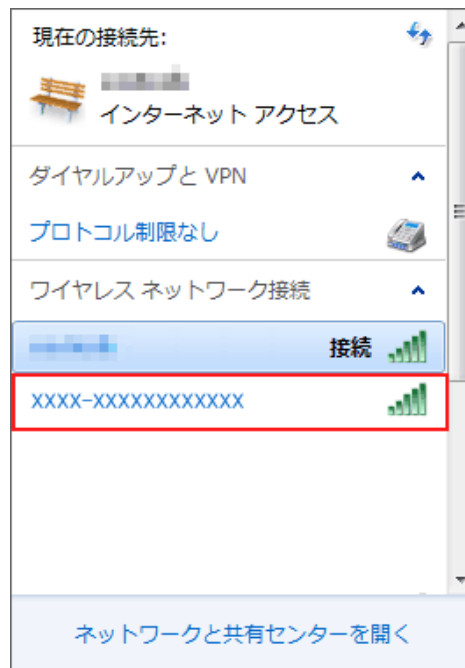 現在の接続先:
インターネット アクセス
ダイヤルアップと VPN
プロトコル制限なし
ワイヤレス ネットワーク接続
接続
XXXX-XXXXXXXXXXXX
ネットワークと共有センターを開く